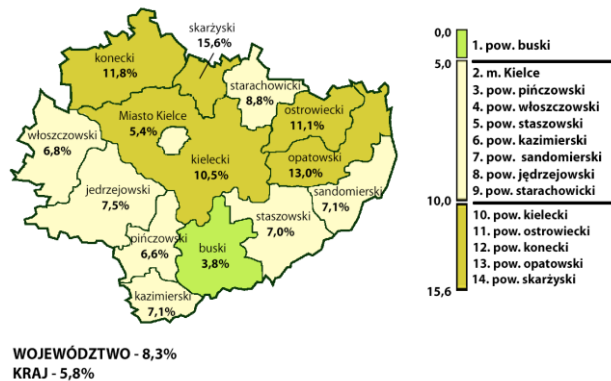 skarżyski
15,6%
konecki
11,8%
starachowicki
8,8%
Miasto Kielce
5,4%
ostrowiecki
11,1%
włoszczowski
6,8%
kielecki
10,5%
opatowski
13,0%
jedrzejowski
7,5%
sandomierski
7,1%
staszowski
7,0%
pińczowski
6,6%
buski
3,8%
kazimierski
7,1%
WOJEWÓDZTWO - 8,3%
KRAJ - 5,8%
0,0
1. pow. buski
5,0
2. m. Kielce
3. pow. pińczowski
4. pow. włoszczowski
5. pow. staszowski
6. pow. kazimierski
7. pow. sandomierski
8. pow. jędrzejowski
9. pow. starachowicki
10,0
10. pow. kielecki
11. pow. ostrowiecki
12. pow. konecki
13. pow. opatowski
14. pow. skarżyski
15,6